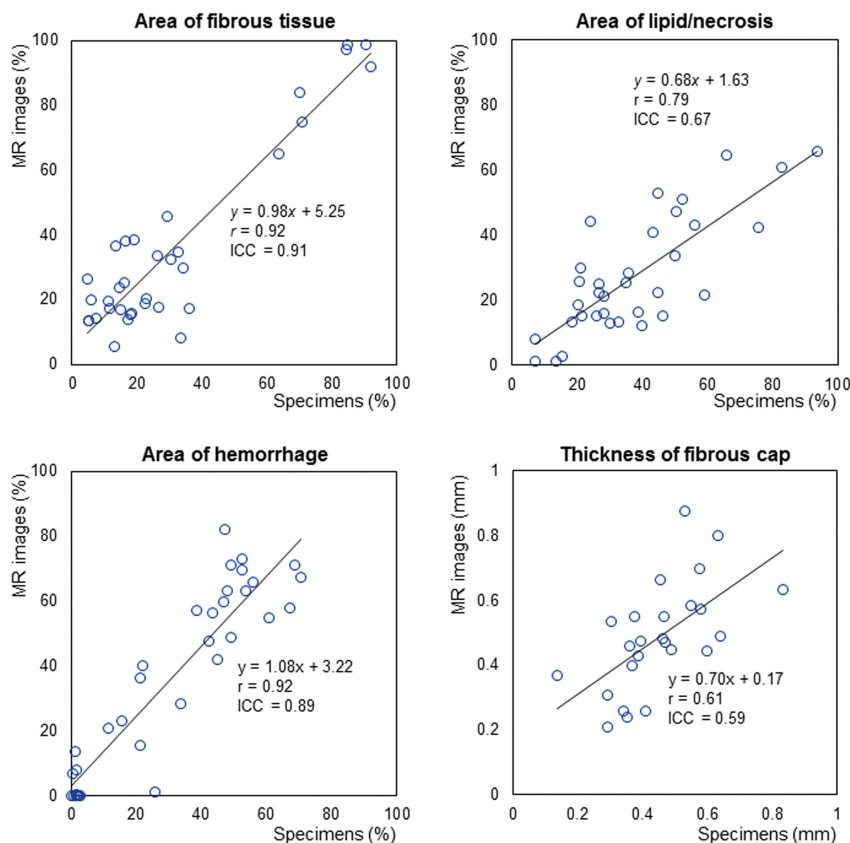 Area of fibrous tissue
MR images (%)
100
80
60
40
20
0
y = 0.98x + 5.25
r = 0.92
ICC = 0.91
0 20 40 60 80 100
Specimens (%)
Area of lipid/necrosis
MR images (%)
100
80
60
40
20
0
y = 0.68x + 1.63
r = 0.79
ICC = 0.67
0 20 40 60 80 100
Specimens (%)
Area of hemorrhage
MR images (%)
100
80
60
40
20
0
y = 1.08x + 3.22
r = 0.92
ICC = 0.89
0 20 40 60 80 100
Specimens (%)
Thickness of fibrous cap
MR images (mm)
1
0.8
0.6
0.4
0.2
0
y = 0.70x + 0.17
r = 0.61
ICC = 0.59
0 0.2 0.4 0.6 0.8 1
Specimens (mm)